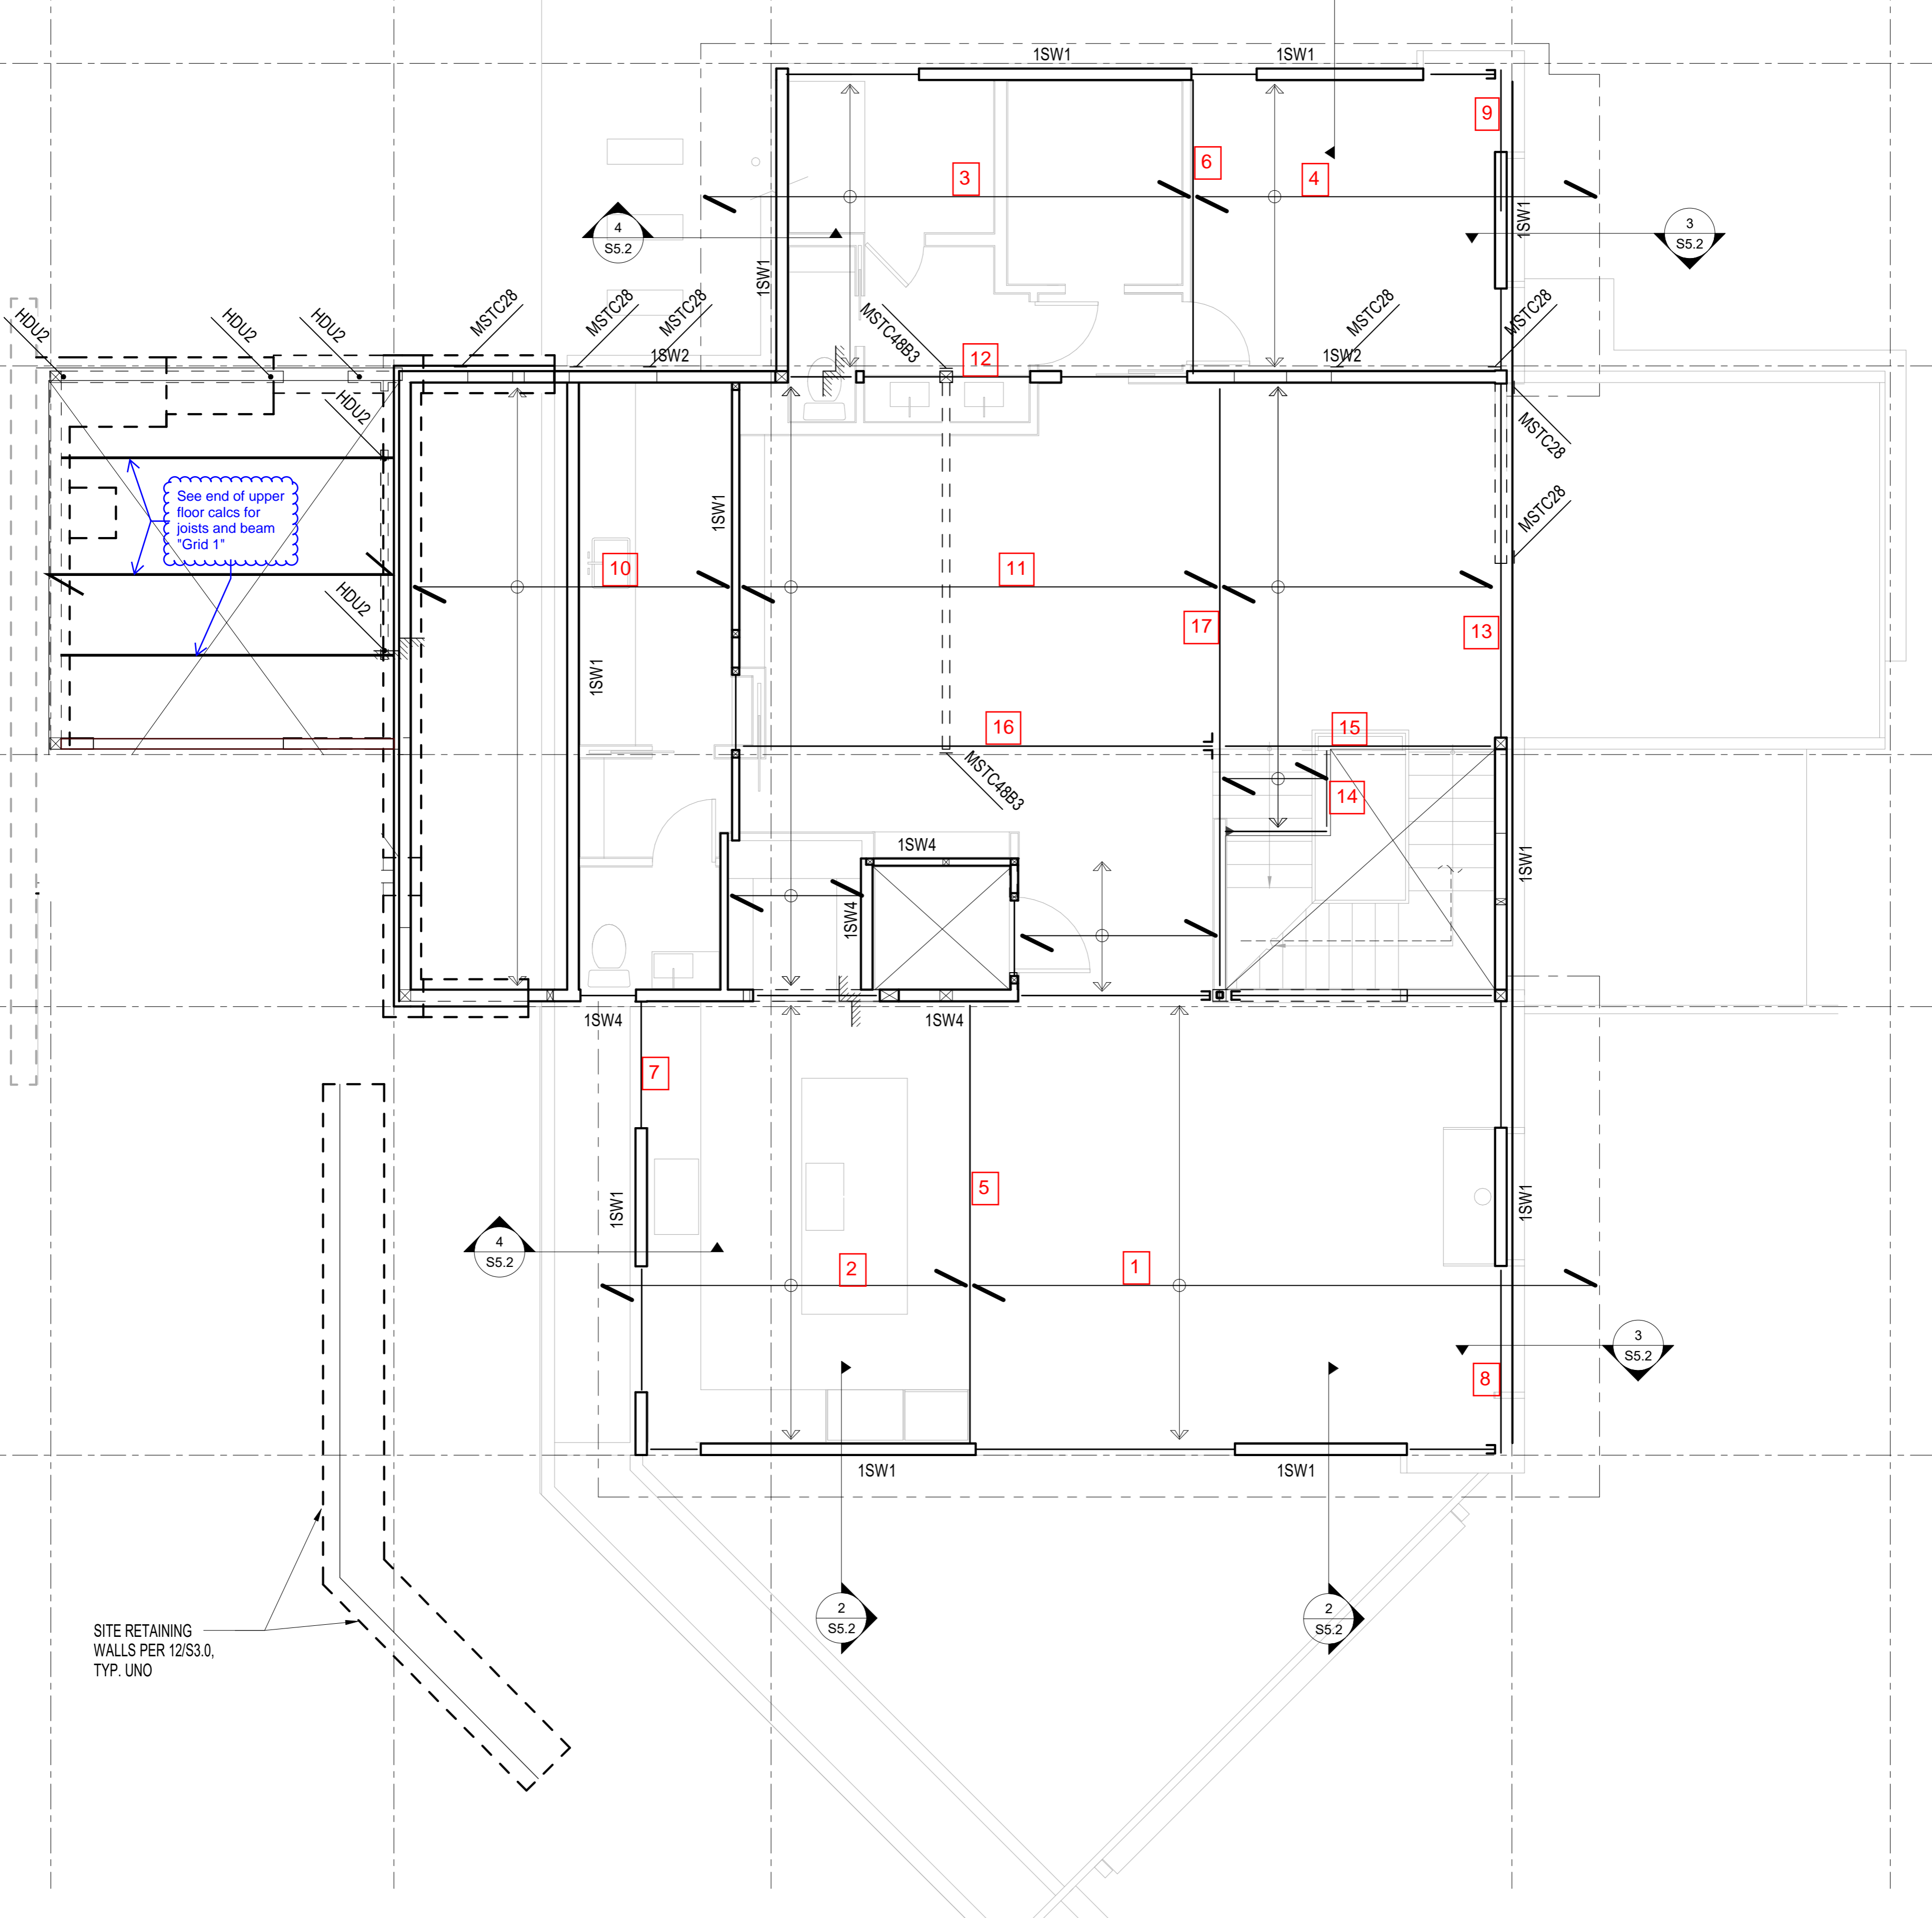 1SW1
1SW1
9
6
3
4
1SW1
4
S5.2
3
S5.2
1SW1
HDU2
HDU2
HDU2
MSTC28
MSTC28
MSTC28
MSTC48B3
MSTC28
MSTC28
1SW2
12
1SW2
HDU2
MSTC28
See end of upper
floor calcs for
joists and beam
"Grid 1"
1SW1
MSTC28
10
11
HDU2
17
13
1SW1
16
15
MSTC48B3
14
1SW4
1SW1
1SW4
1SW4
1SW4
7
5
1SW1
1SW1
4
S5.2
2
1
3
S5.2
8
1SW1
1SW1
2
S5.2
2
S5.2
SITE RETAINING
WALLS PER 12/S3.0,
TYP. UNO